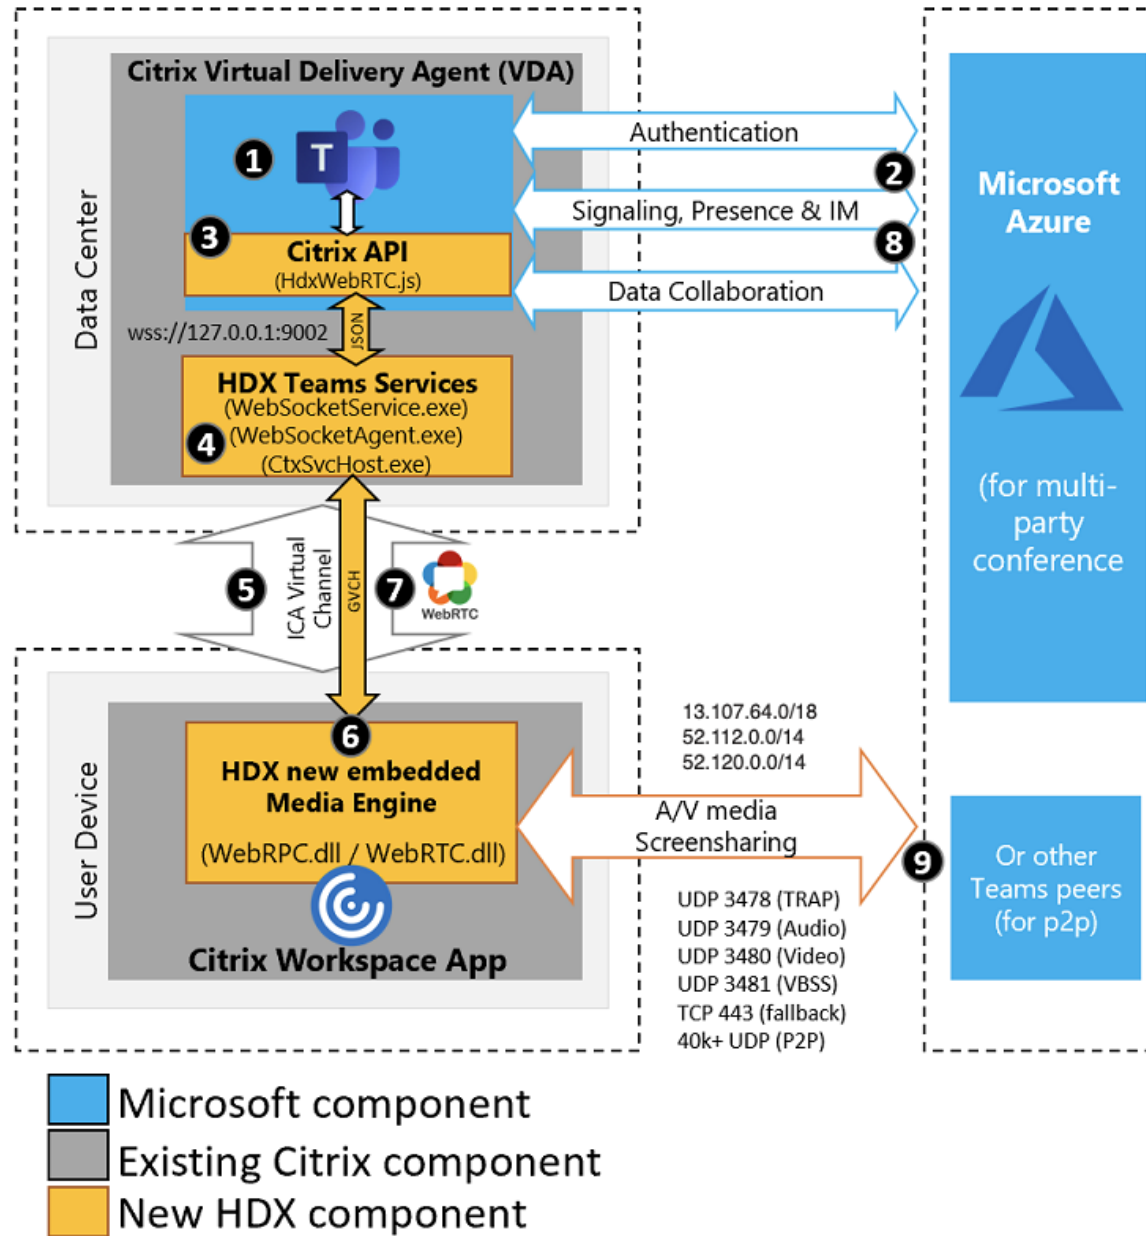 Citrix Virtual Delivery Agent (VDA)
Data Center
1
T
Authentication
2
Signaling, Presence & IM
8
Data Collaboration
Microsoft
Azure
(for multi-
party
conference
3
Citrix API
(HdxWebRTC.js)
wss://127.0.0.1:9002
JSON
HDX Teams Services
(WebSocketService.exe)
4
(WebSocketAgent.exe)
(CtxSvcHost.exe)
5
ICA Virtual
Channel
GVCH
7
WebRTC
User Device
6
HDX new embedded
Media Engine
(WebRPC.dll / WebRTC.dll)
Citrix Workspace App
13.107.64.0/18
52.112.0.0/14
52.120.0.0/14
A/V media
Screensharing
9
UDP 3478 (TRAP)
UDP 3479 (Audio)
UDP 3480 (Video)
UDP 3481 (VBSS)
TCP 443 (fallback)
40k+ UDP (P2P)
Or other
Teams peers
(for p2p)
Microsoft component
Existing Citrix component
New HDX component